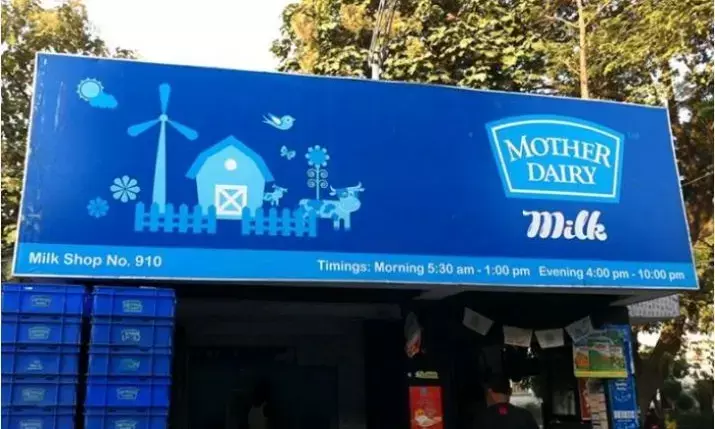 MOTHER
DAIRY
Milk
Milk Shop No. 910
Timings: Morning 5:30 am - 1:00 pm Evening 4:00 pm - 10:00 pm